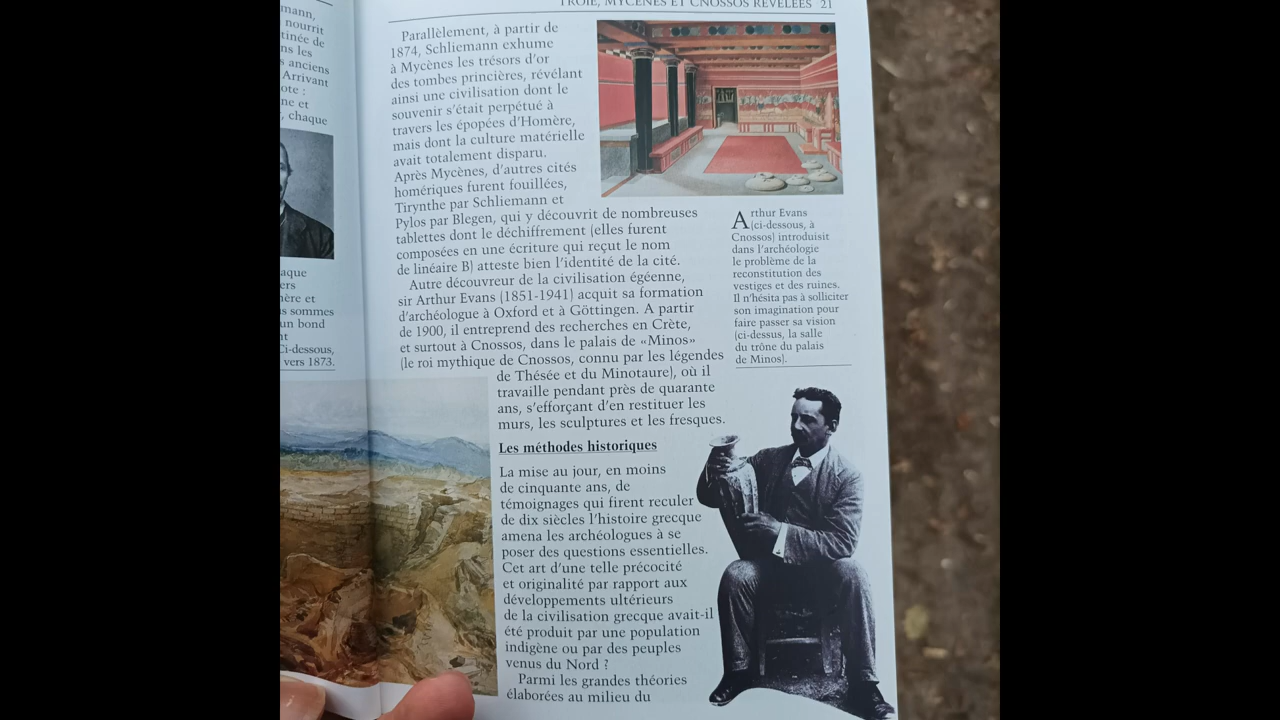 mann,
nourrit
tinée de
ns les
s anciens
Arrivant
ote :
ne et
, chaque
aque
ers
ère et
s sommes
un bond
nt
Ci-dessous,
vers 1873.
TROIE, MYCÈNES ET CNOSSOS RÉVÉLÉES 21
Parallèlement, à partir de
1874, Schliemann exhume
à Mycènes les trésors d'or
des tombes princières, révélant
ainsi une civilisation dont le
souvenir s'était perpétué à
travers les épopées d'Homère,
mais dont la culture matérielle
avait totalement disparu.
Après Mycènes, d'autres cités
homériques furent fouillées,
Tirynthe par Schliemann et
Pylos par Blegen, qui y découvrit de nombreuses
tablettes dont le déchiffrement (elles furent
composées en une écriture qui reçut le nom
de linéaire B) atteste bien l'identité de la cité.
Autre découvreur de la civilisation égéenne,
sir Arthur Evans (1851-1941) acquit sa formation
d'archéologue à Oxford et à Göttingen. A partir
de 1900, il entreprend des recherches en Crète,
et surtout à Cnossos, dans le palais de «Minos»
(le roi mythique de Cnossos, connu par les légendes
de Thésée et du Minotaure), où il
travaille pendant près de quarante
ans, s'efforçant d'en restituer les
murs, les sculptures et les fresques.
Les méthodes historiques
La mise au jour, en moins
de cinquante ans, de
témoignages qui firent reculer
de dix siècles l'histoire grecque
amena les archéologues à se
poser des questions essentielles.
Cet art d'une telle précocité
et originalité par rapport aux
développements ultérieurs
de la civilisation grecque avait-il
été produit par une population
indigène ou par des peuples
venus du Nord ?
Parmi les grandes théories
élaborées au milieu du
Arthur Evans
(ci-dessous, à
Cnossos) introduisit
dans l'archéologie
le problème de la
reconstitution des
vestiges et des ruines.
Il n'hésita pas à solliciter
son imagination pour
faire passer sa vision
(ci-dessus, la salle
du trône du palais
de Minos).